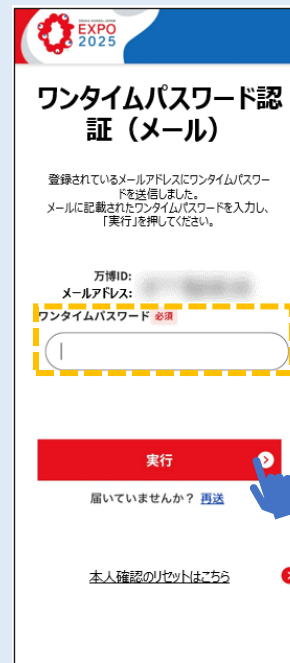 OSAKA, KANSAI, JAPAN
EXPO
2025
ワンタイムパスワード認
証（メール）
登録されているメールアドレスにワンタイムパスワー
ドを送信しました。
メールに記載されたワンタイムパスワードを入力し、
「実行」を押してください。
万博ID:
メールアドレス:
ワンタイムパスワード 必須
実行
届いていませんか？ 再送
本人確認のリセットはこちら